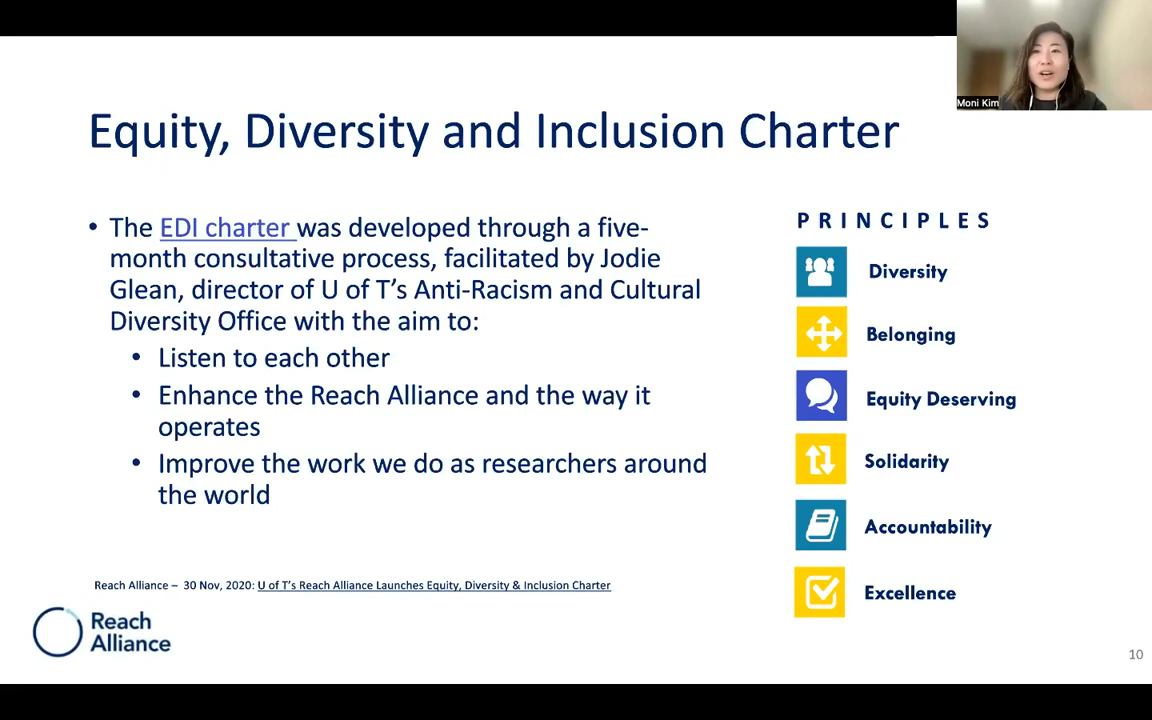 Moni Kim
Equity, Diversity and Inclusion Charter
• The EDI charter was developed through a five-
month consultative process, facilitated by Jodie
Glean, director of U of T’s Anti-Racism and Cultural
Diversity Office with the aim to:
• Listen to each other
• Enhance the Reach Alliance and the way it
operates
• Improve the work we do as researchers around
the world
PRINCIPLES
Diversity
Belonging
Equity Deserving
Solidarity
Accountability
Excellence
Reach Alliance – 30 Nov, 2020: U of T’s Reach Alliance Launches Equity, Diversity & Inclusion Charter
Reach
Alliance
10